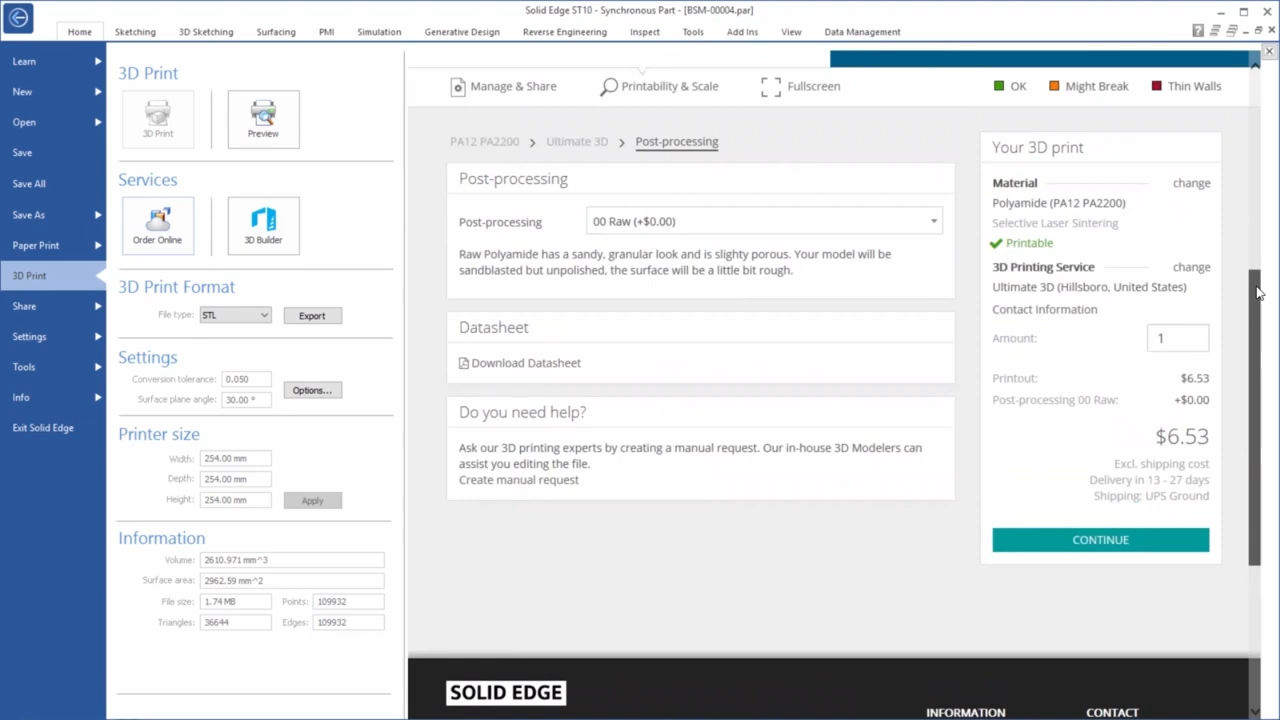 Solid Edge ST10 - Synchronous Part - [BSM-00004.par]
Home Sketching 3D Sketching Surfacing PMI Simulation Generative Design Reverse Engineering Inspect Tools Add Ins View Data Management
Learn
New
Open
Save
Save All
Save As
Paper Print
3D Print
Share
Settings
Tools
Info
Exit Solid Edge
3D Print
3D Print
Preview
Services
Order Online
3D Builder
3D Print Format
File type: STL Export
Settings
Conversion tolerance: 0.050
Options...
Surface plane angle: 30.00 °
Printer size
Width: 254.00 mm
Depth: 254.00 mm
Height: 254.00 mm Apply
Information
Volume: 2610.971 mm^3
Surface area: 2962.59 mm^2
File size: 1.74 MB Points: 109932
Triangles: 36644 Edges: 109932
Manage & Share Printability & Scale Fullscreen OK Might Break Thin Walls
PA12 PA2200 > Ultimate 3D > Post-processing
Post-processing
Post-processing 00 Raw (+$0.00)
Raw Polyamide has a sandy, granular look and is slighty porous. Your model will be
sandblasted but unpolished, the surface will be a little bit rough.
Datasheet
Download Datasheet
Do you need help?
Ask our 3D printing experts by creating a manual request. Our in-house 3D Modelers can
assist you editing the file.
Create manual request
Your 3D print
Material change
Polyamide (PA12 PA2200)
Selective Laser Sintering
Printable
3D Printing Service change
Ultimate 3D (Hillsboro, United States)
Contact Information
Amount: 1
Printout: $6.53
Post-processing 00 Raw: +$0.00
$6.53
Excl. shipping cost
Delivery in 13 - 27 days
Shipping: UPS Ground
CONTINUE
SOLID EDGE
INFORMATION CONTACT